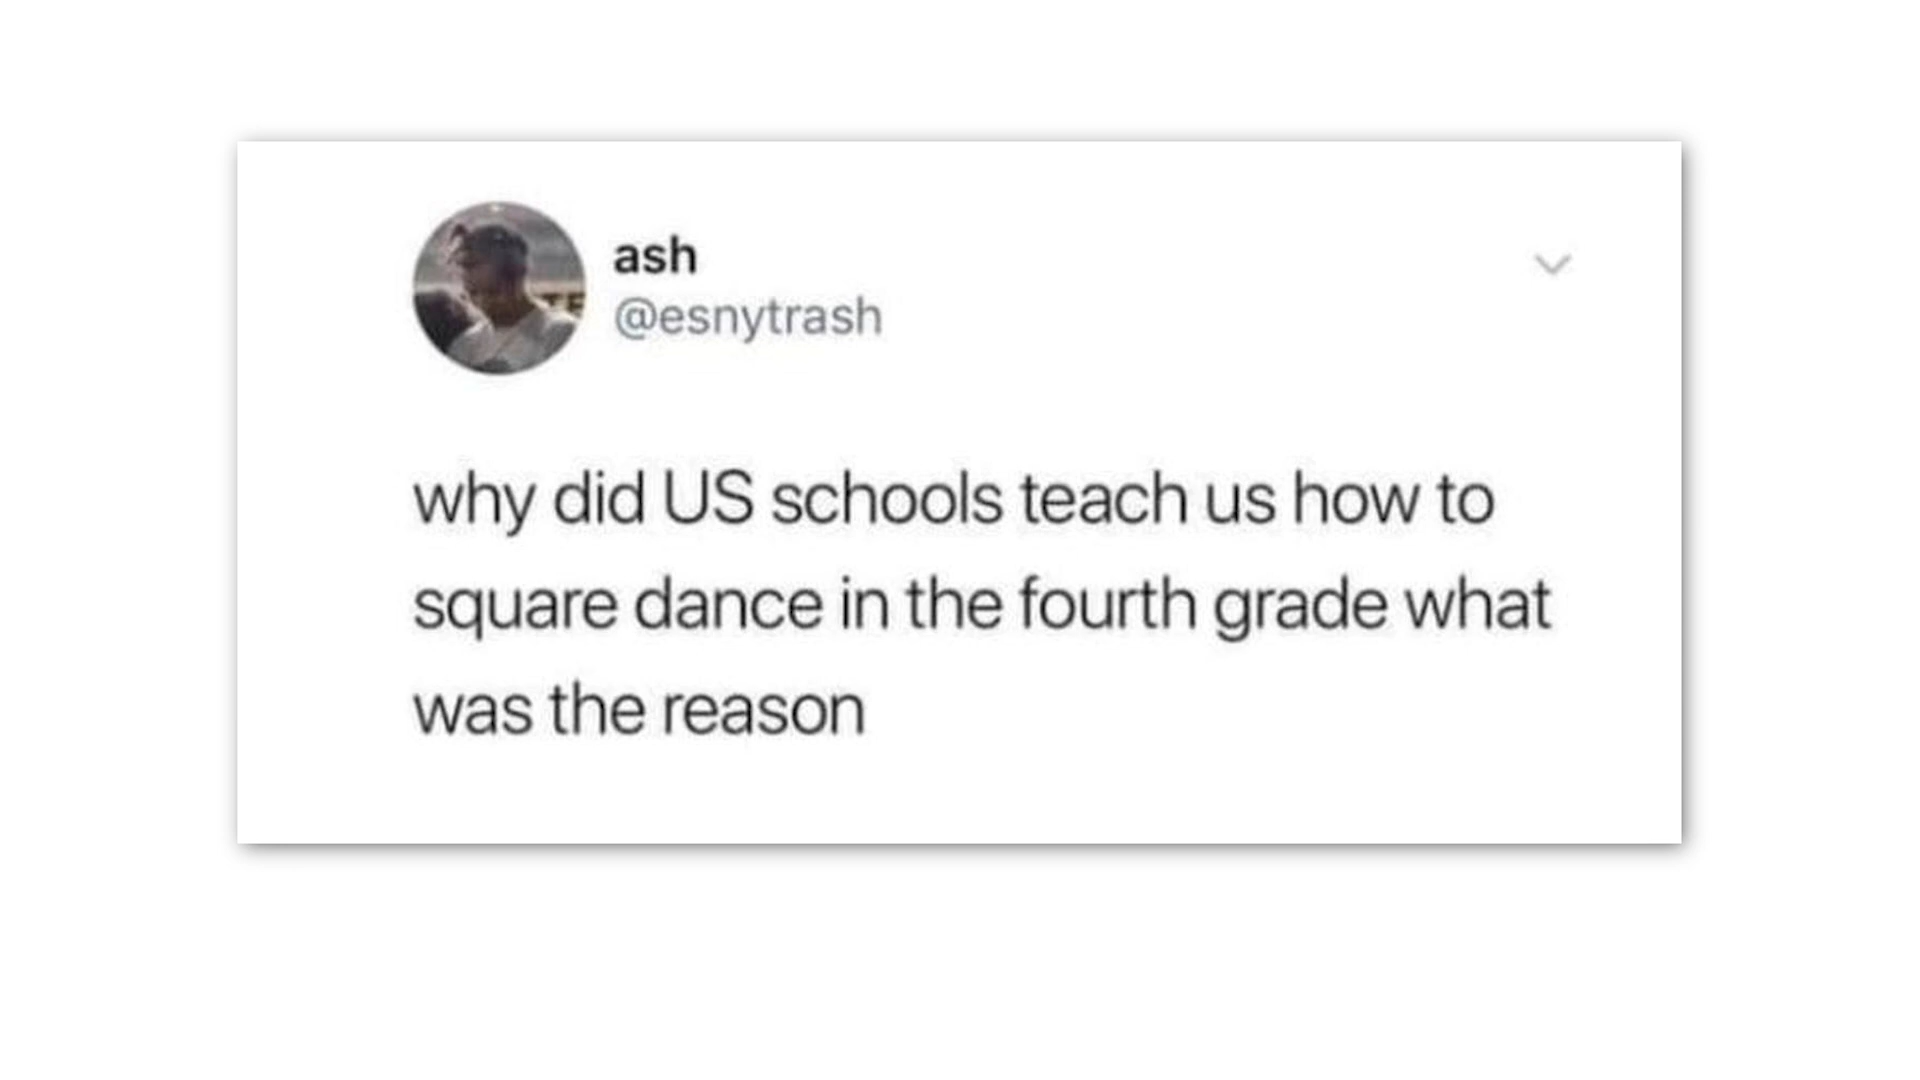 ash
@esnytrash
why did US schools teach us how to
square dance in the fourth grade what
was the reason